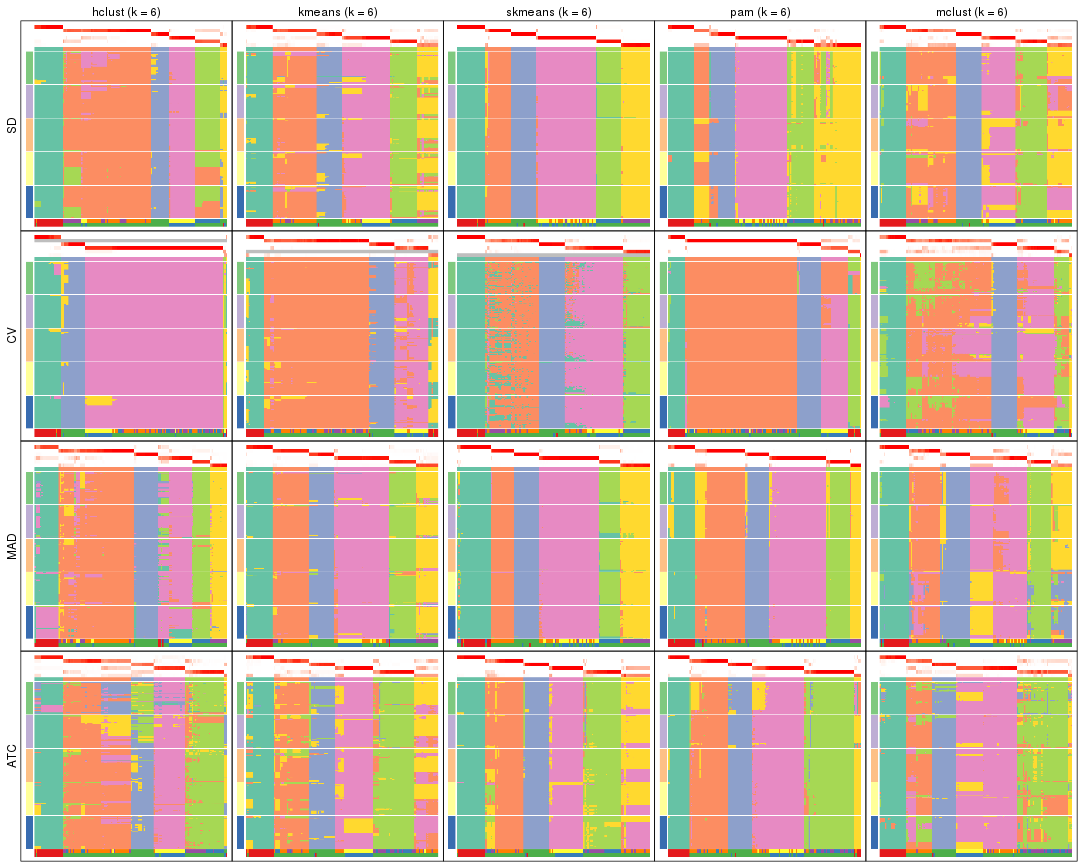 hclust (k = 6) kmeans (k = 6) skmeans (k = 6) pam (k = 6) mclust (k = 6)
SD
CV
MAD
ATC